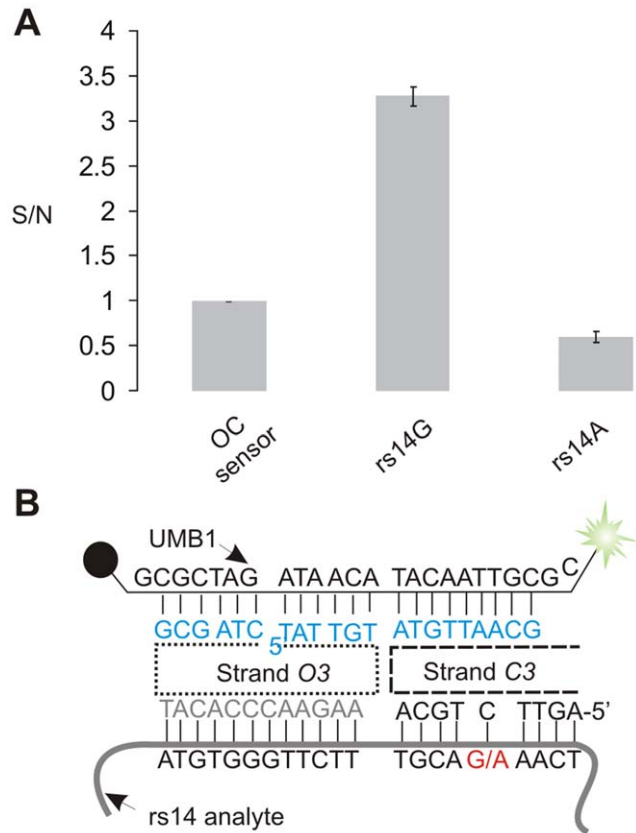 A
4
3.5
3
2.5
S/N
2
1.5
1
0.5
0
OC sensor
rs14G
rs14A
B
UMB1
GCGCTAG ATA ACA TACAATTGCG C
GCG ATC 5 TAT TGT ATGTTAACG
Strand O3 Strand C3
TACACCCAAGAA ACGT C TTGA-5’
ATGTGGGTTCTT TGCA G/A AACT
rs14 analyte